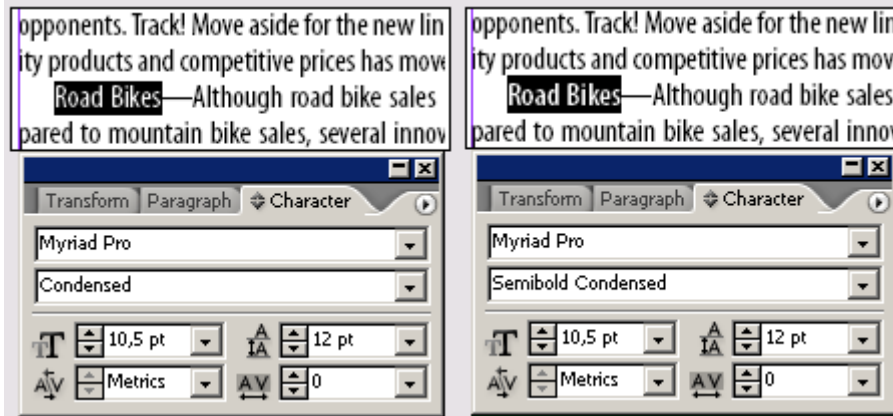 opponents. Track! Move aside for the new lin
ity products and competitive prices has move
Road Bikes—Although road bike sales
pared to mountain bike sales, several innov
Transform Paragraph Character
Myriad Pro
Condensed
10,5 pt 12 pt
Metrics 0
opponents. Track! Move aside for the new lin
ity products and competitive prices has mov
Road Bikes—Although road bike sales
pared to mountain bike sales, several innov
Transform Paragraph Character
Myriad Pro
Semibold Condensed
10,5 pt 12 pt
Metrics 0